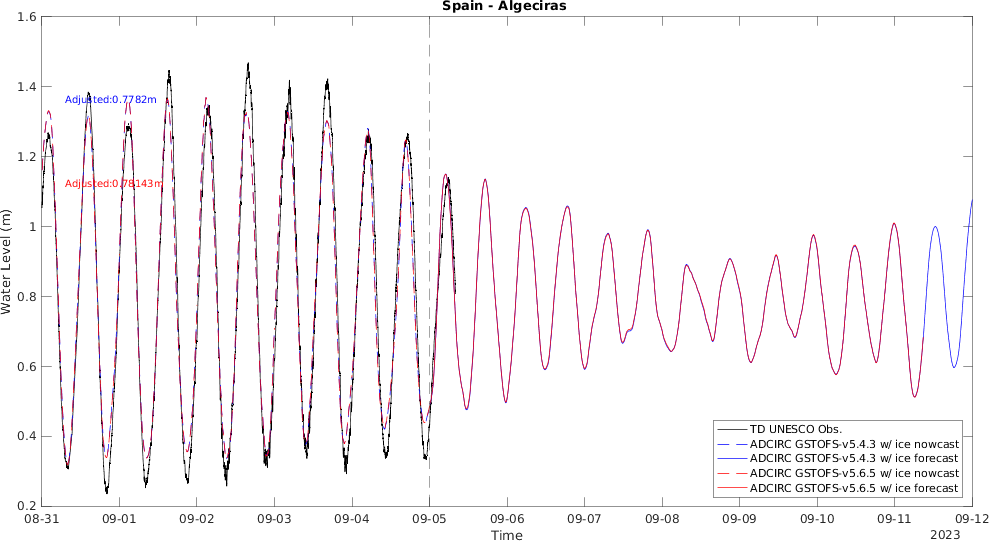 Spain - Algeciras
1.6
1.4
1.2
1
0.8
0.6
0.4
0.2
Water Level (m)
Adjusted:0.7782m
Adjusted:0.78143m
TD UNESCO Obs.
ADCIRC GSTOFS-v5.4.3 w/ ice nowcast
ADCIRC GSTOFS-v5.4.3 w/ ice forecast
ADCIRC GSTOFS-v5.6.5 w/ ice nowcast
ADCIRC GSTOFS-v5.6.5 w/ ice forecast
08-31 09-01 09-02 09-03 09-04 09-05 09-06 09-07 09-08 09-09 09-10 09-11 09-12
Time
2023